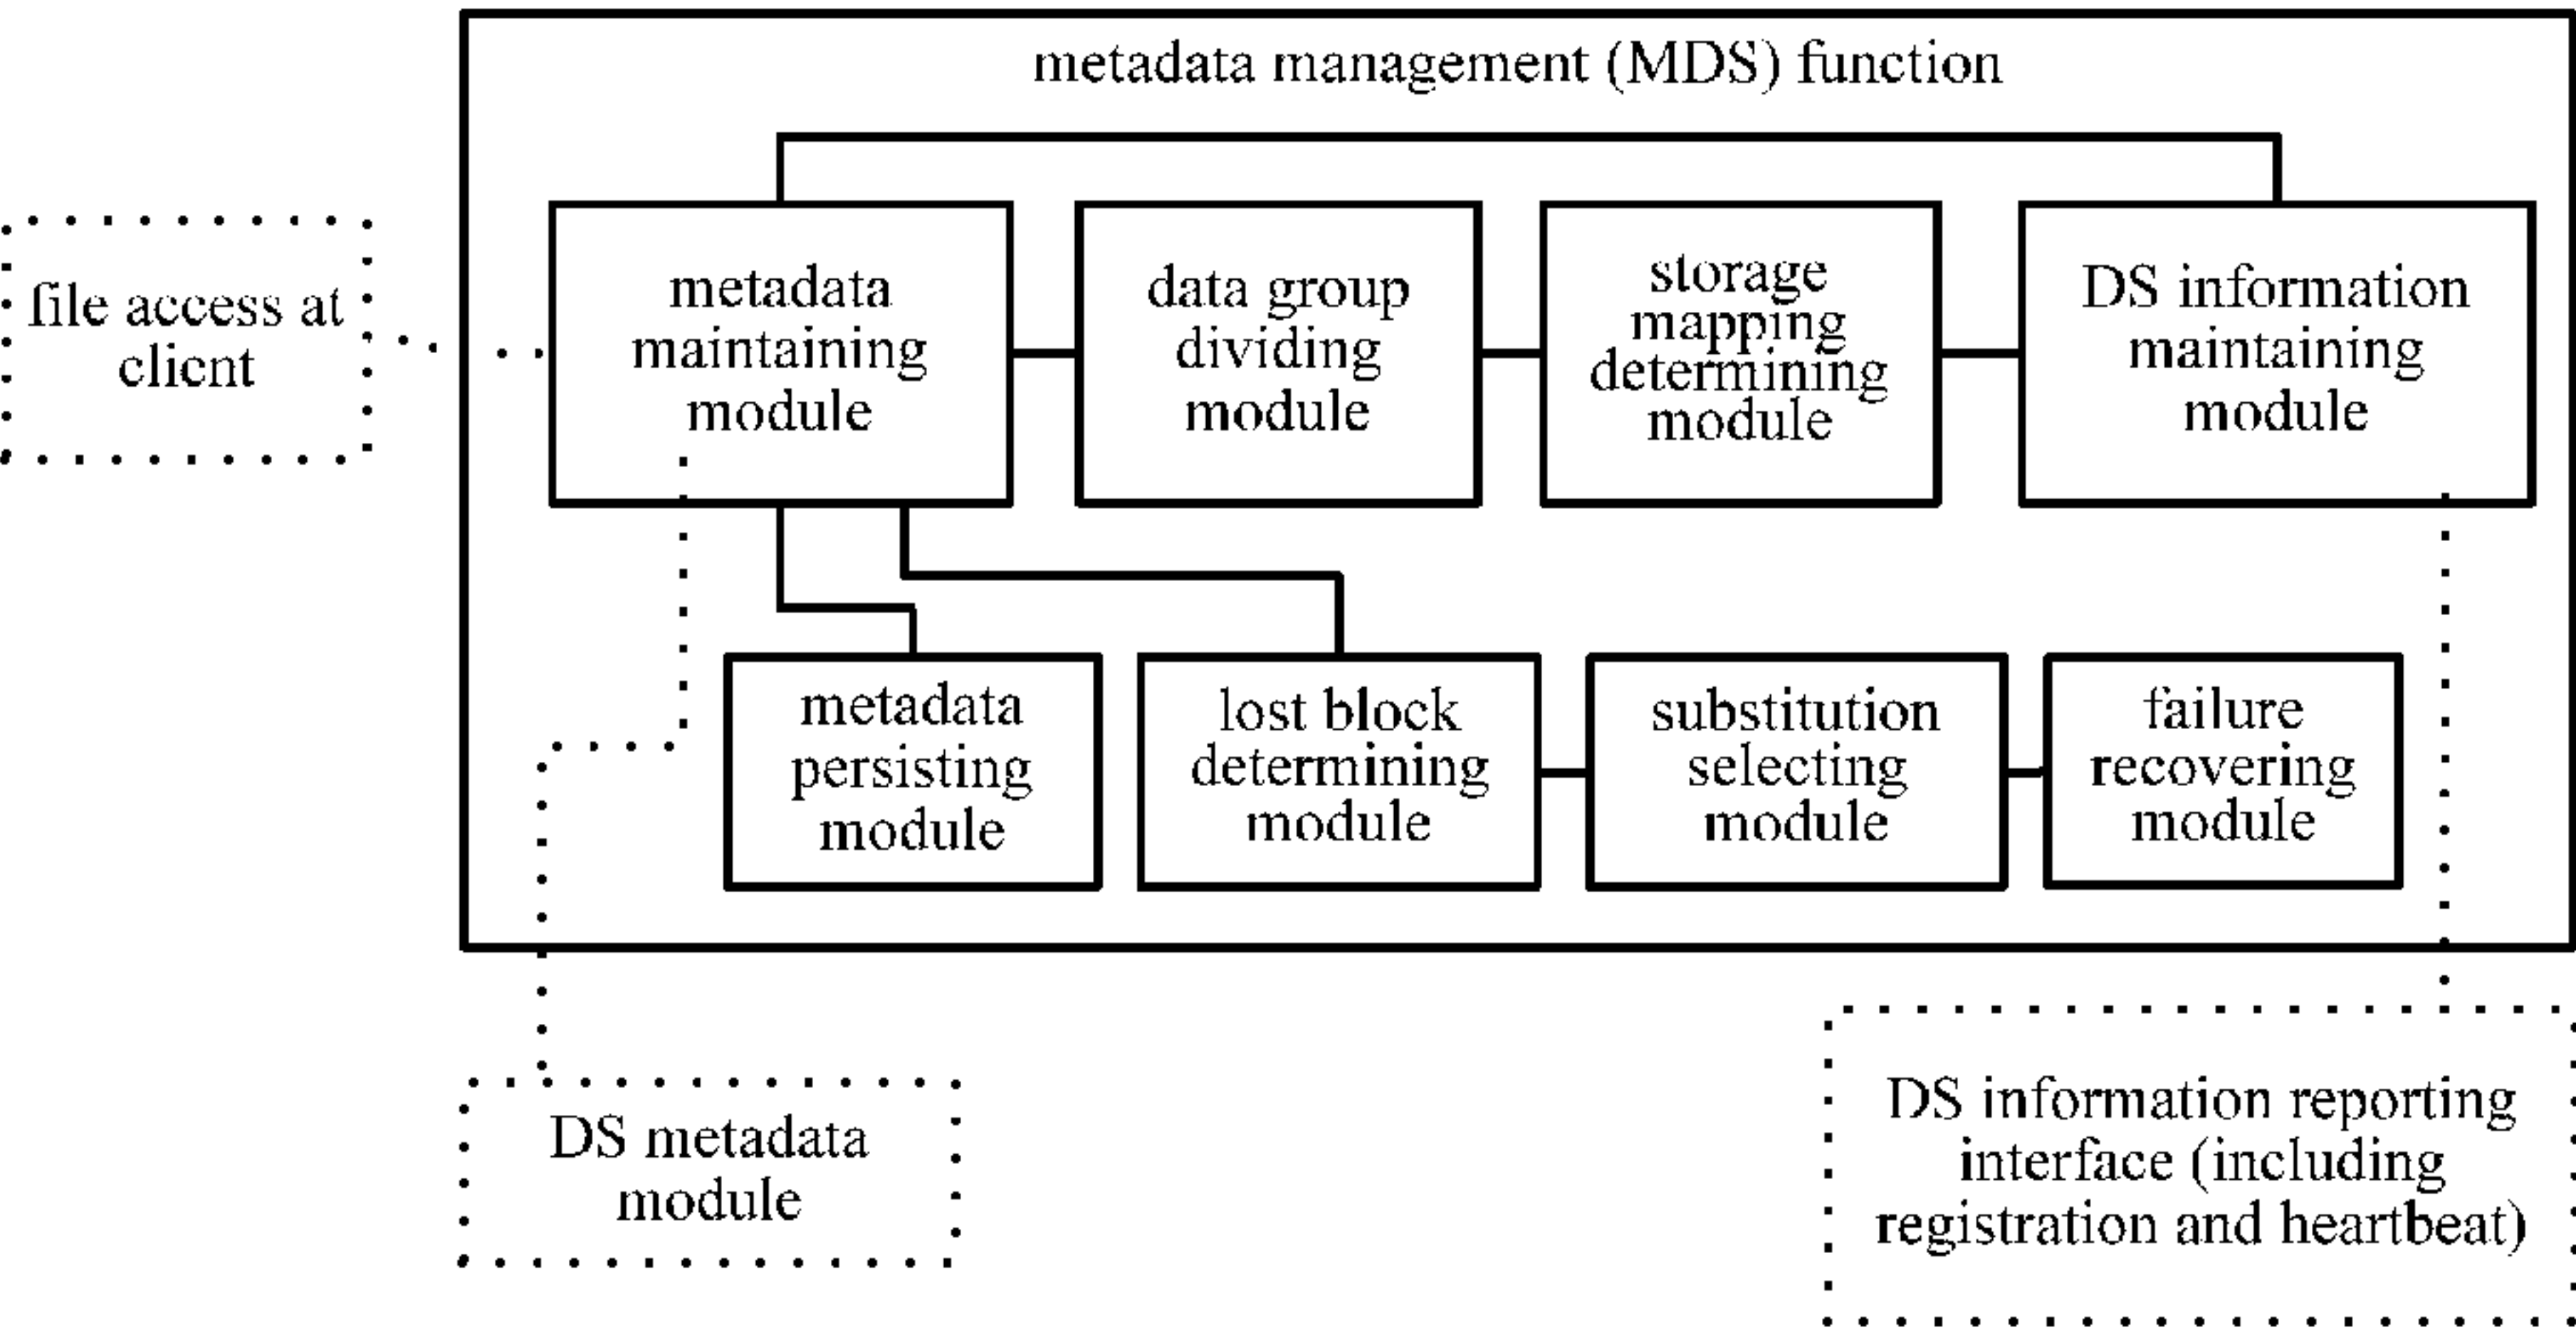 metadata management (MDS) function
file access at
client
metadata
maintaining
module
data group
dividing
module
storage
mapping
determining
module
DS information
maintaining
module
metadata
persisting
module
lost block
determining
module
substitution
selecting
module
failure
recovering
module
DS metadata
module
DS information reporting
interface (including
registration and heartbeat)